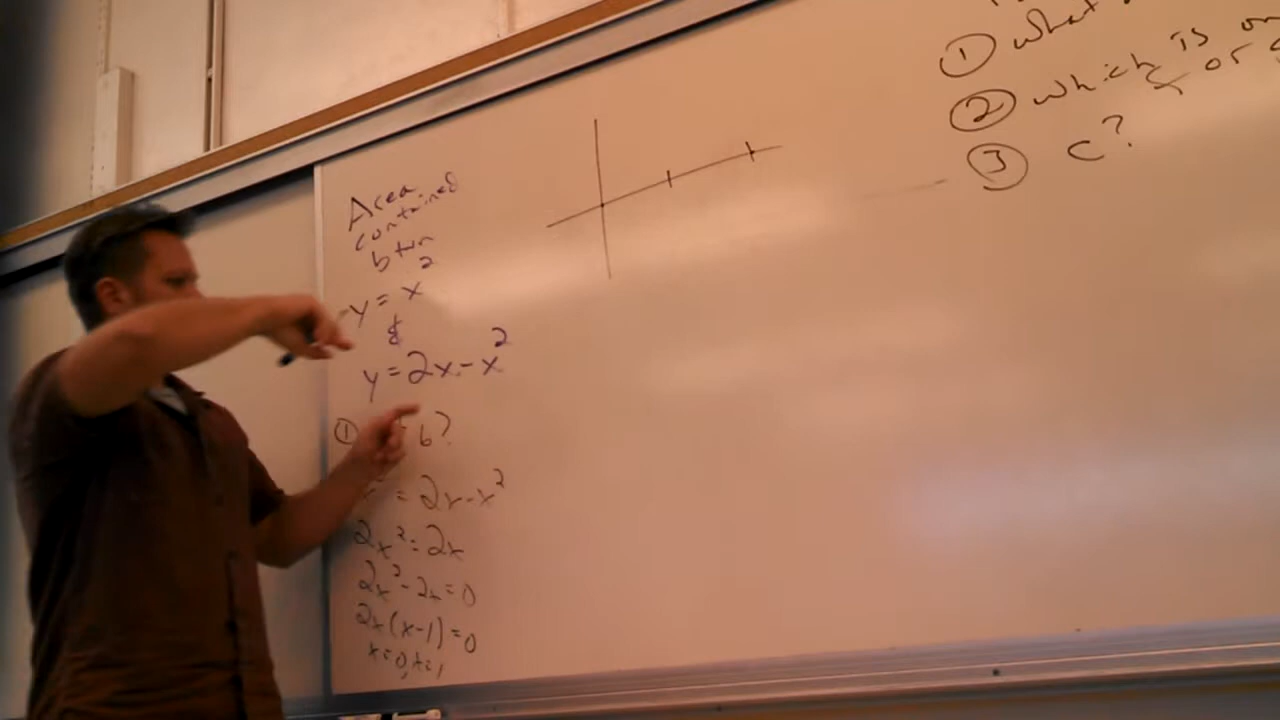 Area
contained
btwn
y = x²
&
y = 2x - x²
① b?
= 2x - x²
2x² = 2x
2x² - 2x = 0
2x(x-1) = 0
x=0, x=1
① What
② Which is
or
③ C?